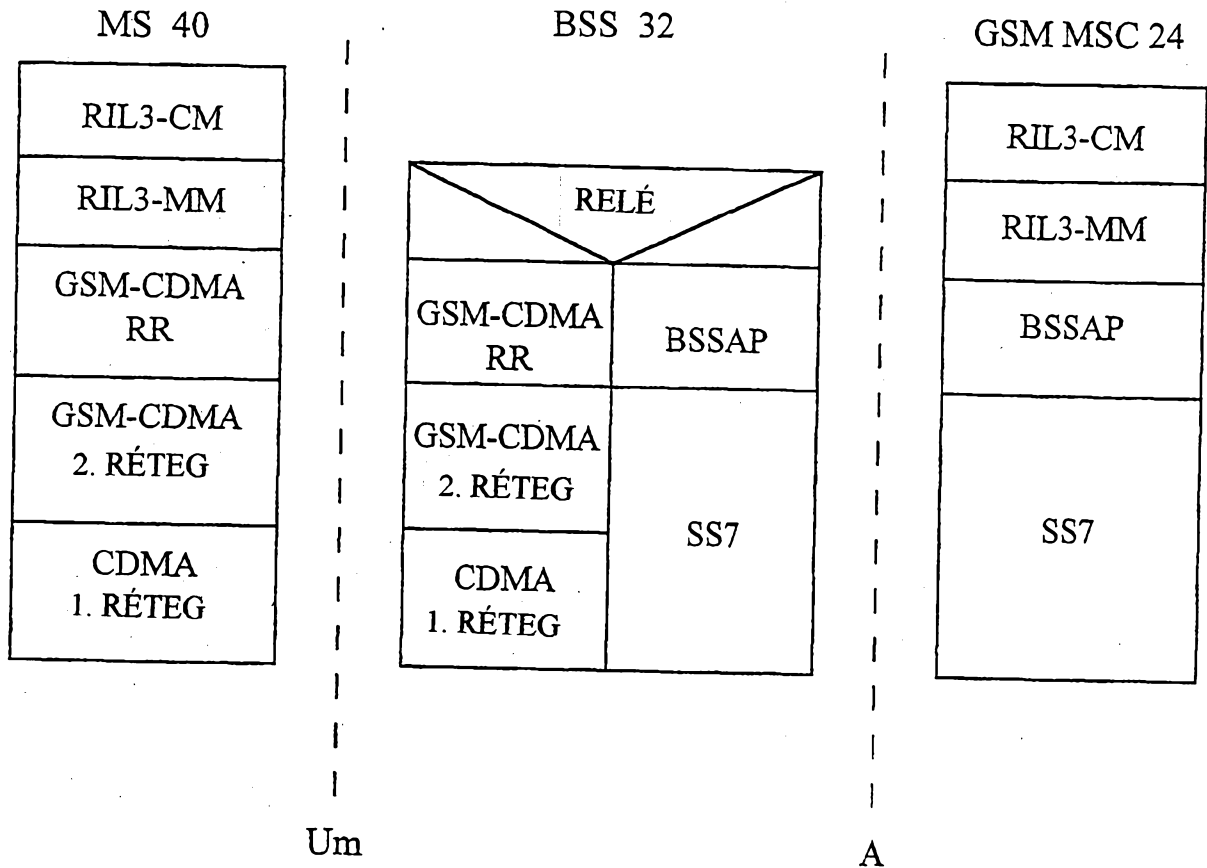 MS 40
BSS 32
GSM MSC 24
RIL3-CM
RIL3-MM
GSM-CDMA
RR
GSM-CDMA
2. RÉTEG
CDMA
1. RÉTEG
RELÉ
GSM-CDMA
RR
BSSAP
GSM-CDMA
2. RÉTEG
CDMA
1. RÉTEG
SS7
RIL3-CM
RIL3-MM
BSSAP
SS7
Um
A